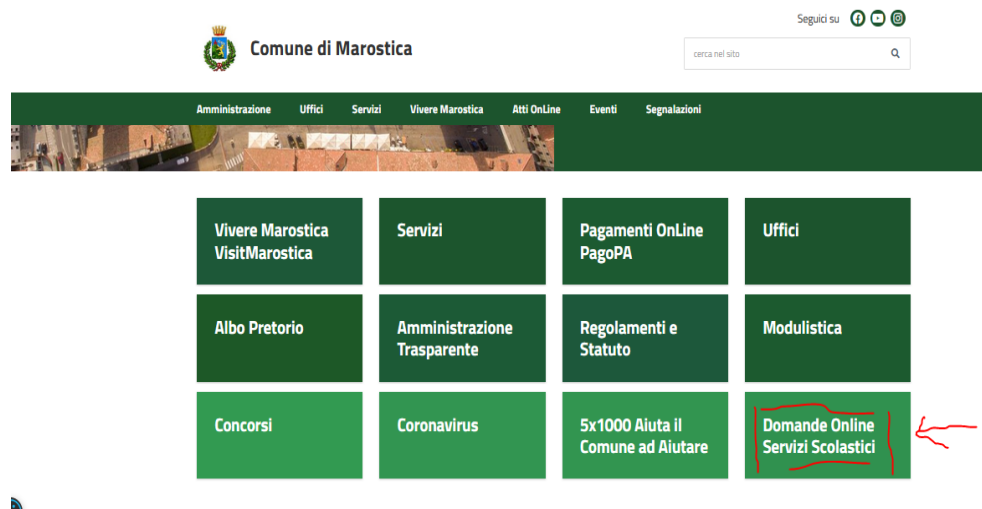 Seguici su
Comune di Marostica
cerca nel sito
Amministrazione Uffici Servizi Vivere Marostica Atti OnLine Eventi Segnalazioni
Vivere Marostica
VisitMarostica
Servizi
Pagamenti OnLine
PagoPA
Uffici
Albo Pretorio
Amministrazione
Trasparente
Regolamenti e
Statuto
Modulistica
Concorsi
Coronavirus
5x1000 Aiuta il
Comune ad Aiutare
Domande Online
Servizi Scolastici